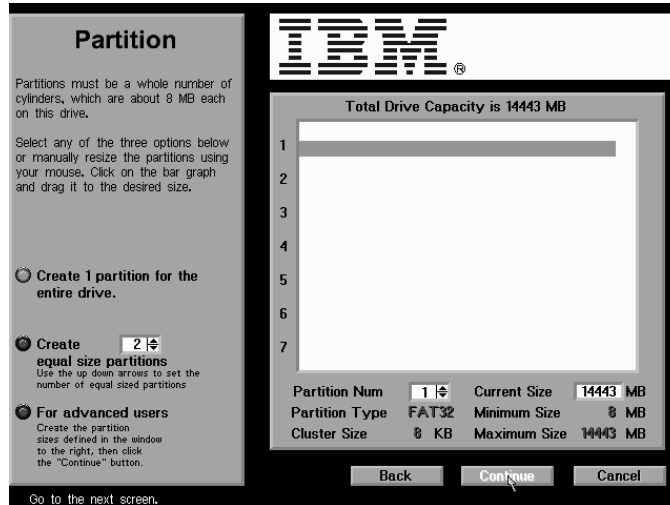 Partition
Partitions must be a whole number of
cylinders, which are about 8 MB each
on this drive.
Select any of the three options below
or manually resize the partitions using
your mouse. Click on the bar graph
and drag it to the desired size.
Create 1 partition for the
entire drive.
Create 2
equal size partitions
Use the up down arrows to set the
number of equal sized partitions
For advanced users
Create the partition
sizes defined in the window
to the right, then click
the "Continue" button.
IBM®
Total Drive Capacity is 14443 MB
1
2
3
4
5
6
7
Partition Num 1 Current Size 14443 MB
Partition Type FAT32 Minimum Size 8 MB
Cluster Size 8 KB Maximum Size 14443 MB
Back Continue Cancel
Go to the next screen.